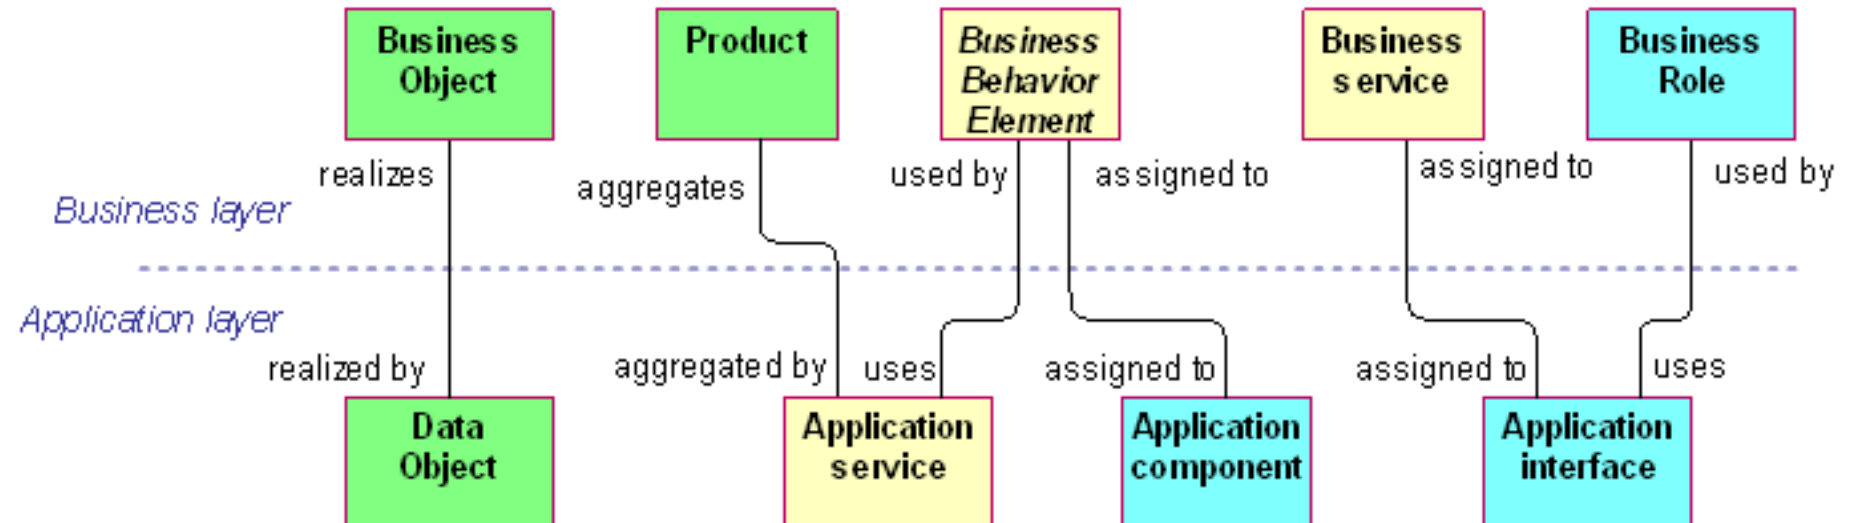 Business
Object
Product
Business
Behavior
Element
Business
service
Business
Role
realizes
aggregates
used by
assigned to
assigned to
used by
Business layer
Application layer
realized by
aggregated by
uses
assigned to
assigned to
uses
Data
Object
Application
service
Application
component
Application
interface